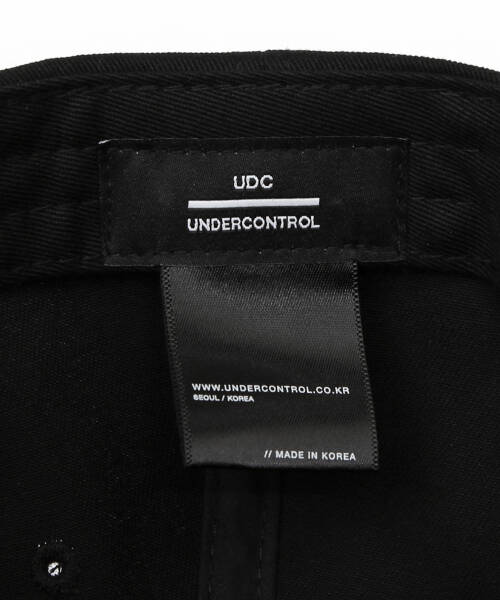 UDC
UNDERCONTROL
WWW.UNDERCONTROL.CO.KR
SEOUL / KOREA
// MADE IN KOREA